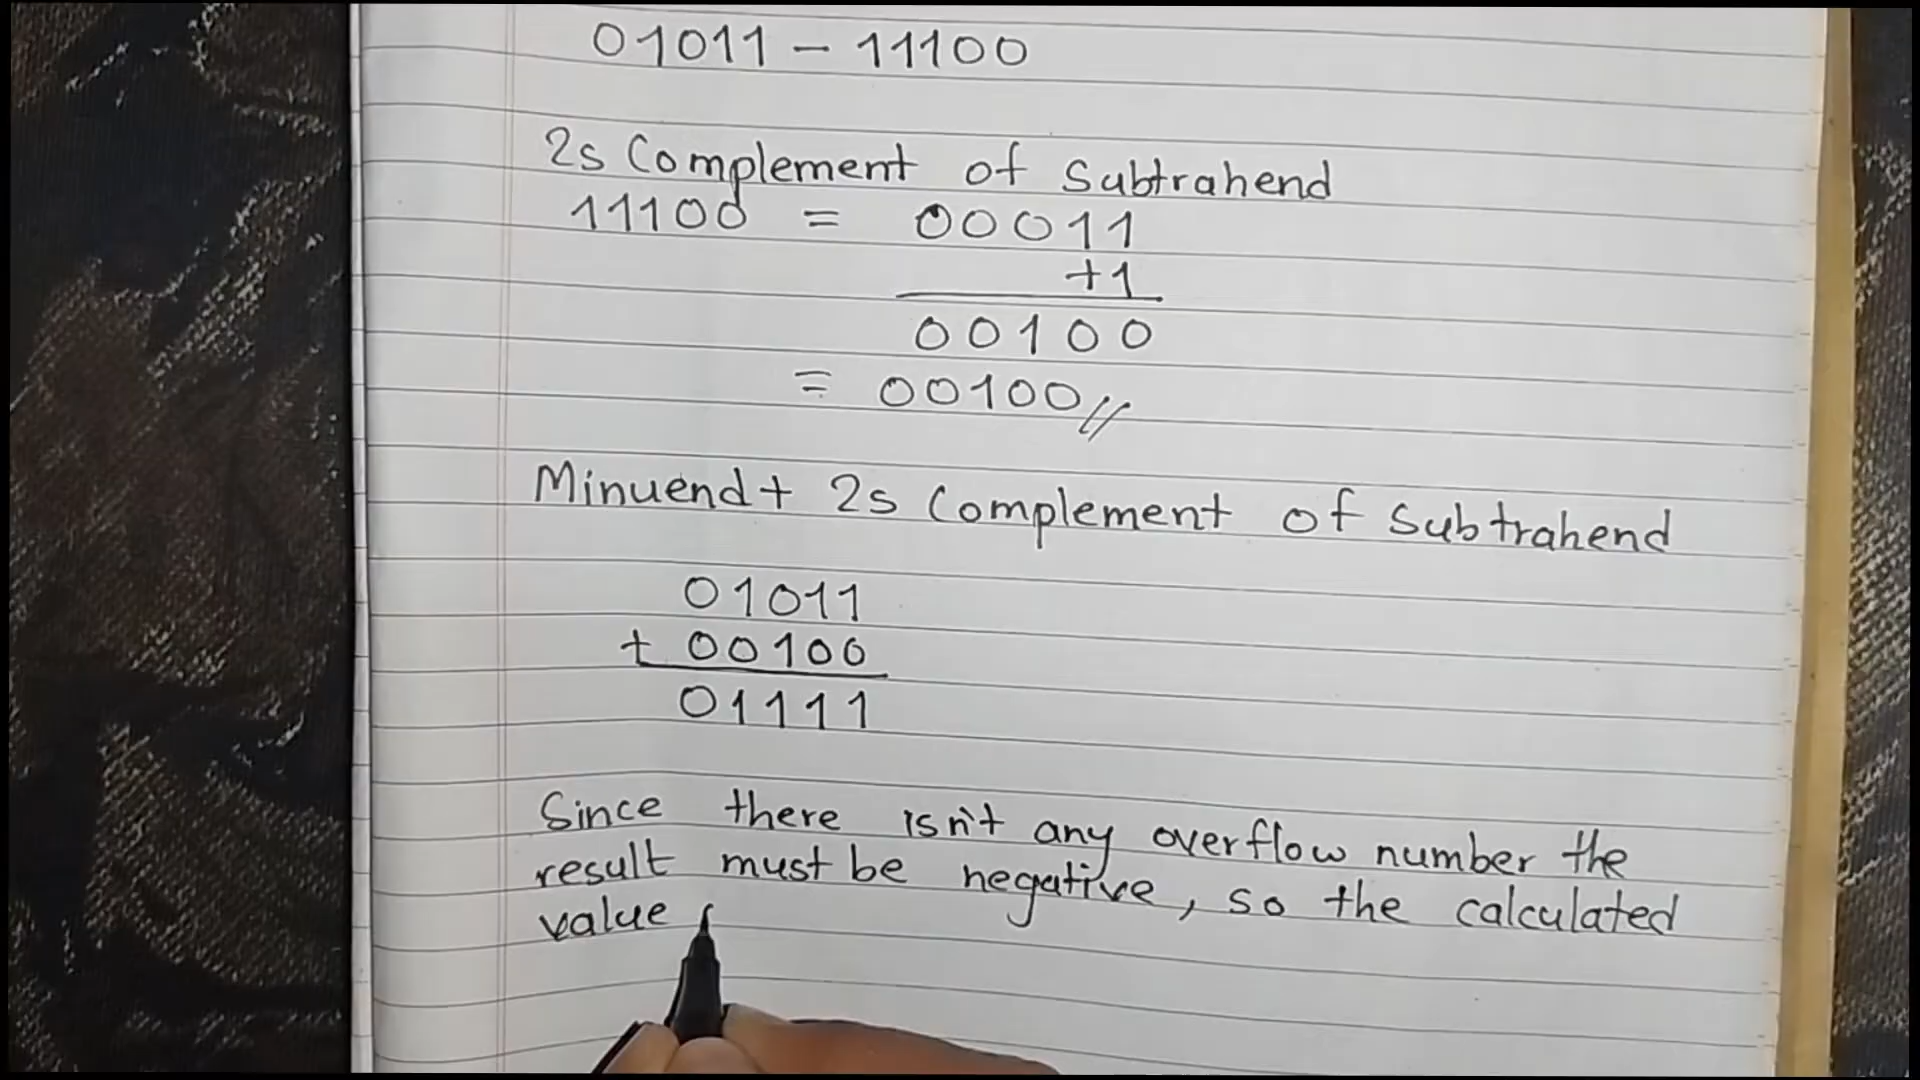 01011 - 11100
2s Complement of Subtrahend
11100 = 00011
+1
00100
= 00100//
Minuend + 2s Complement of Subtrahend
01011
+ 00100
01111
Since there isn't any overflow number the
result must be negative, so the calculated
value